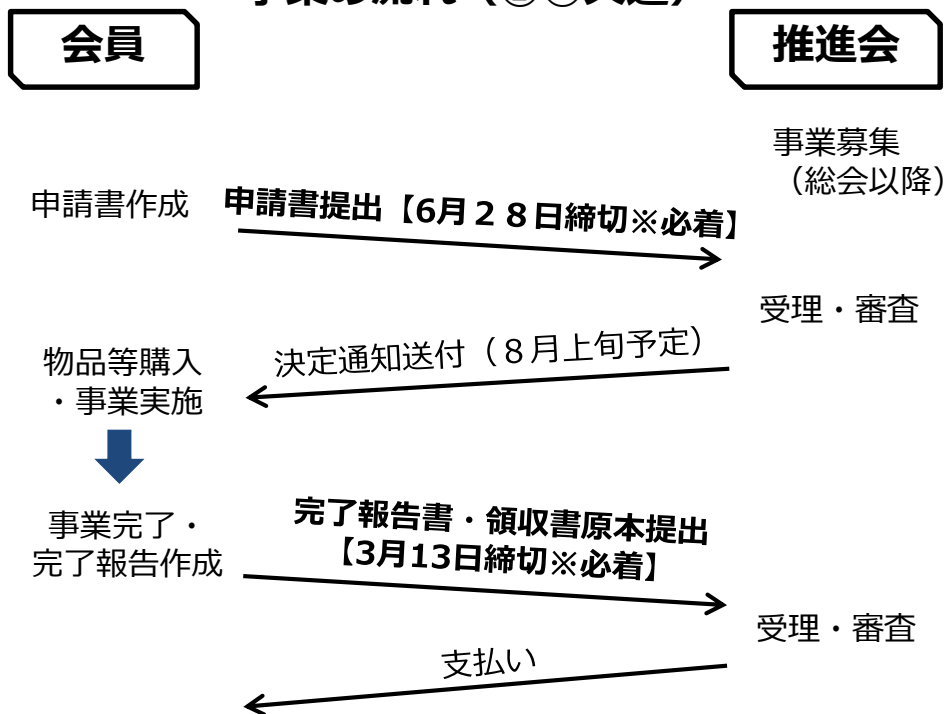 会員
推進会
事業募集
（総会以降）
申請書作成
申請書提出【6月２８日締切※必着】
受理・審査
決定通知送付（８月上旬予定）
物品等購入
・事業実施
事業完了・
完了報告作成
完了報告書・領収書原本提出
【3月13日締切※必着】
受理・審査
支払い